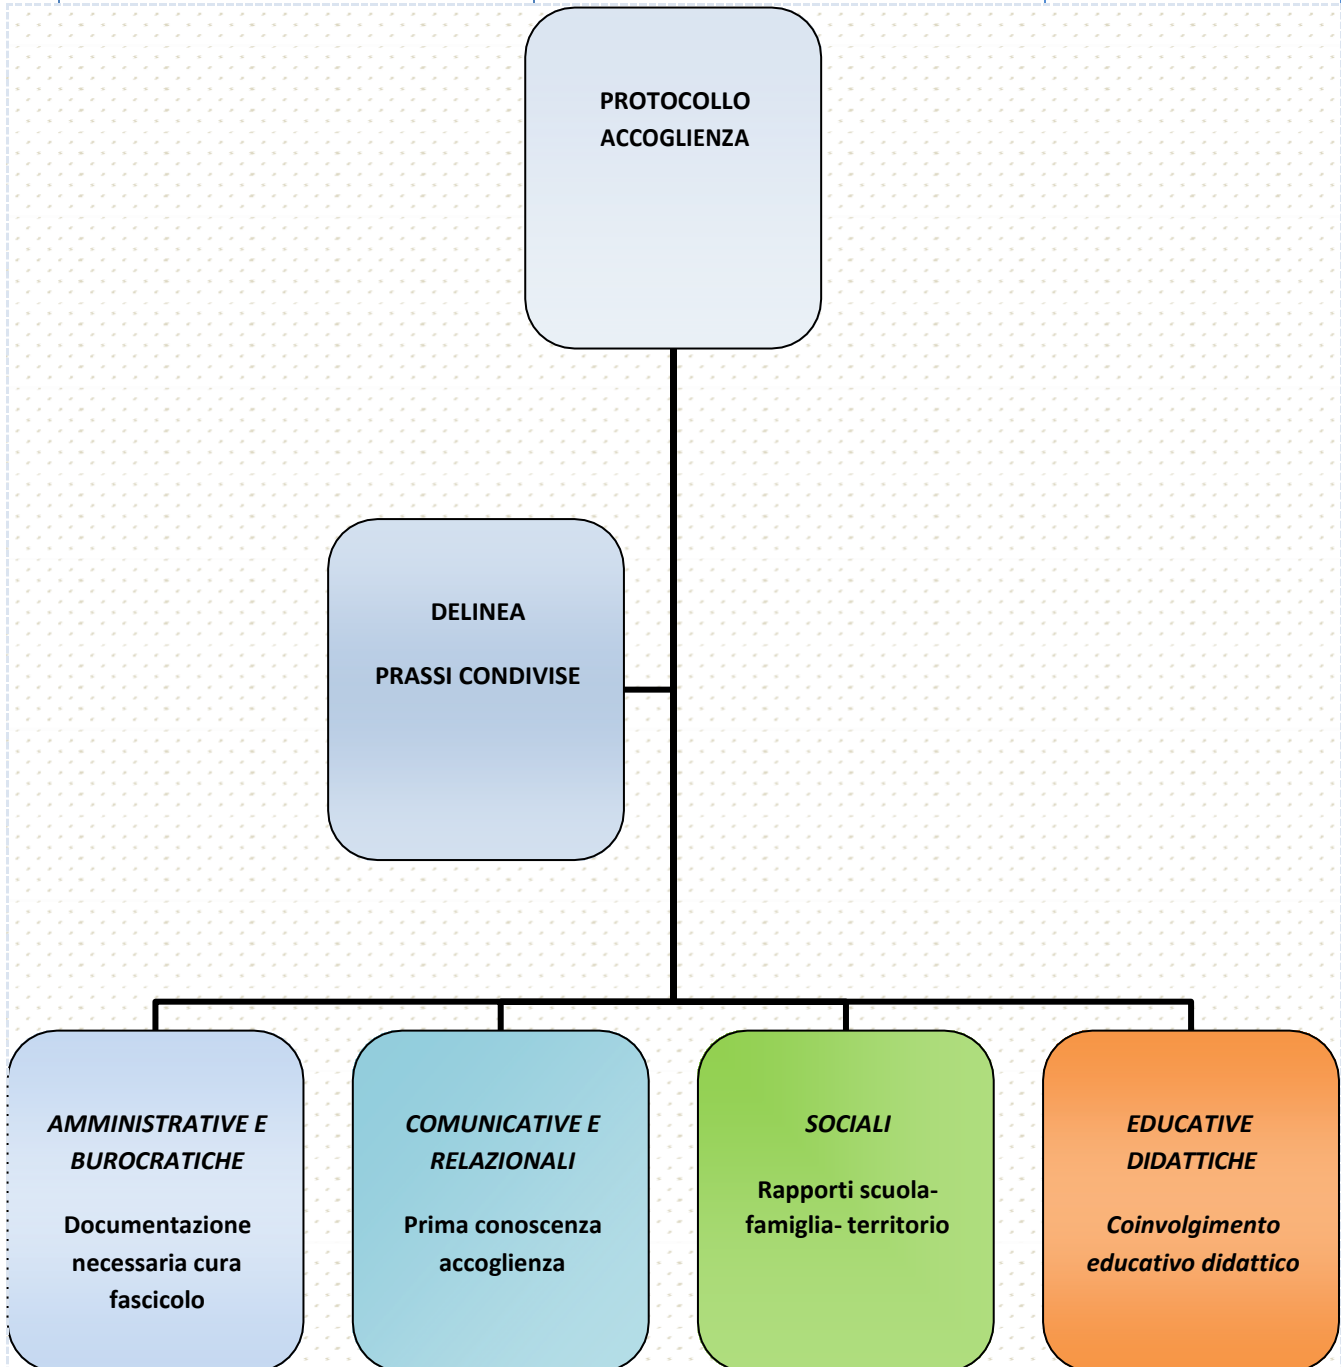 PROTOCOLLO
ACCOGLIENZA
DELINEA
PRASSI CONDIVISE
AMMINISTRATIVE E
BUROCRATICHE
Documentazione
necessaria cura
fascicolo
COMUNICATIVE E
RELAZIONALI
Prima conoscenza
accoglienza
SOCIALI
Rapporti scuola-
famiglia- territorio
EDUCATIVE
DIDATTICHE
Coinvolgimento
educativo didattico